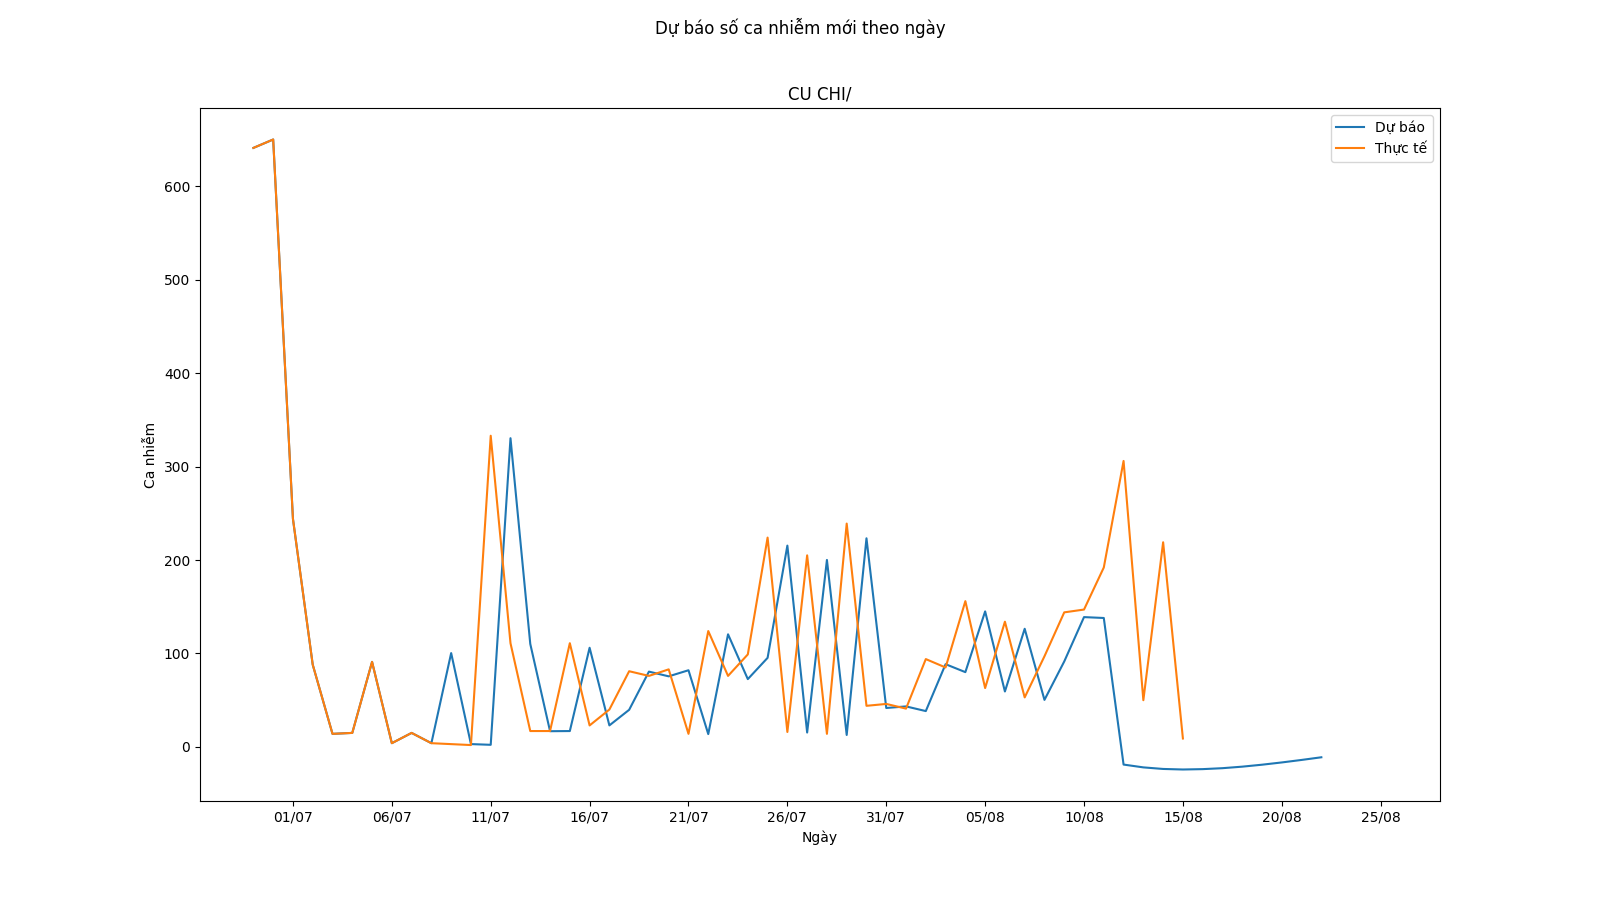 Dự báo số ca nhiễm mới theo ngày
CU CHI/
Dự báo
Thực tế
600
500
400
300
200
100
0
Ca nhiễm
01/07 06/07 11/07 16/07 21/07 26/07 31/07 05/08 10/08 15/08 20/08 25/08
Ngày